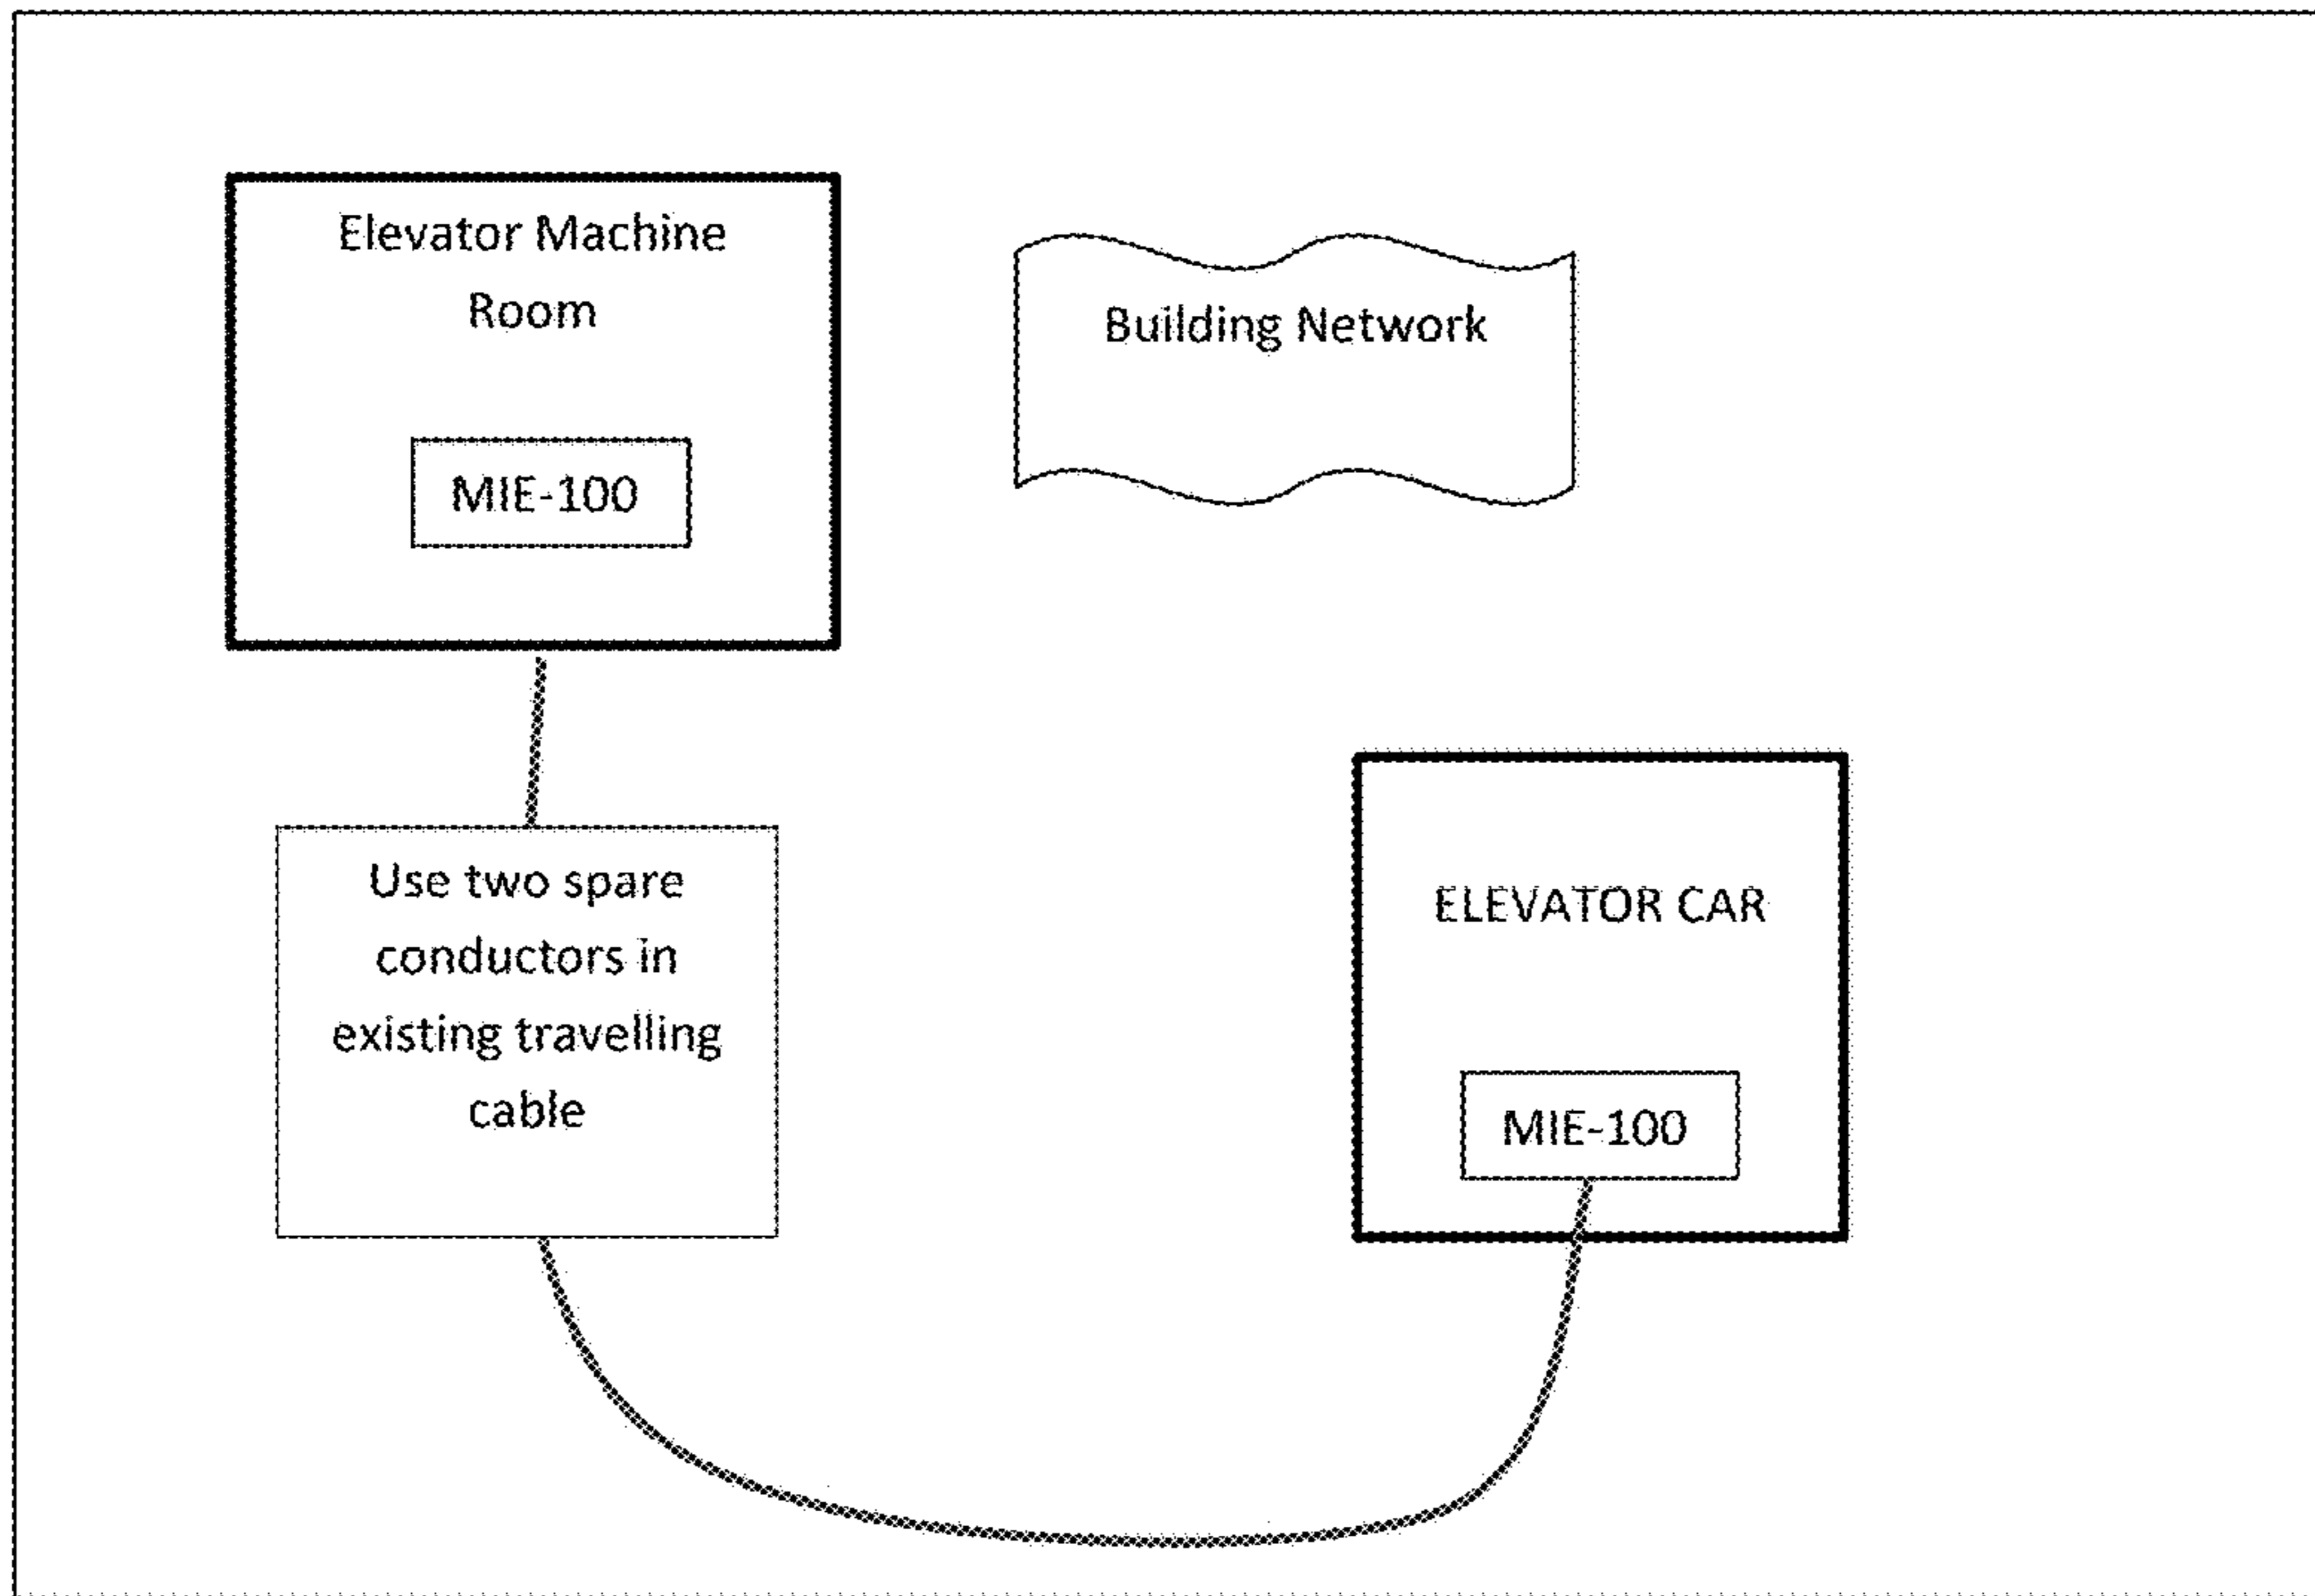 Elevator Machine
Room
MIE-100
Building Network
Use two spare
conductors in
existing travelling
cable
ELEVATOR CAR
MIE-100